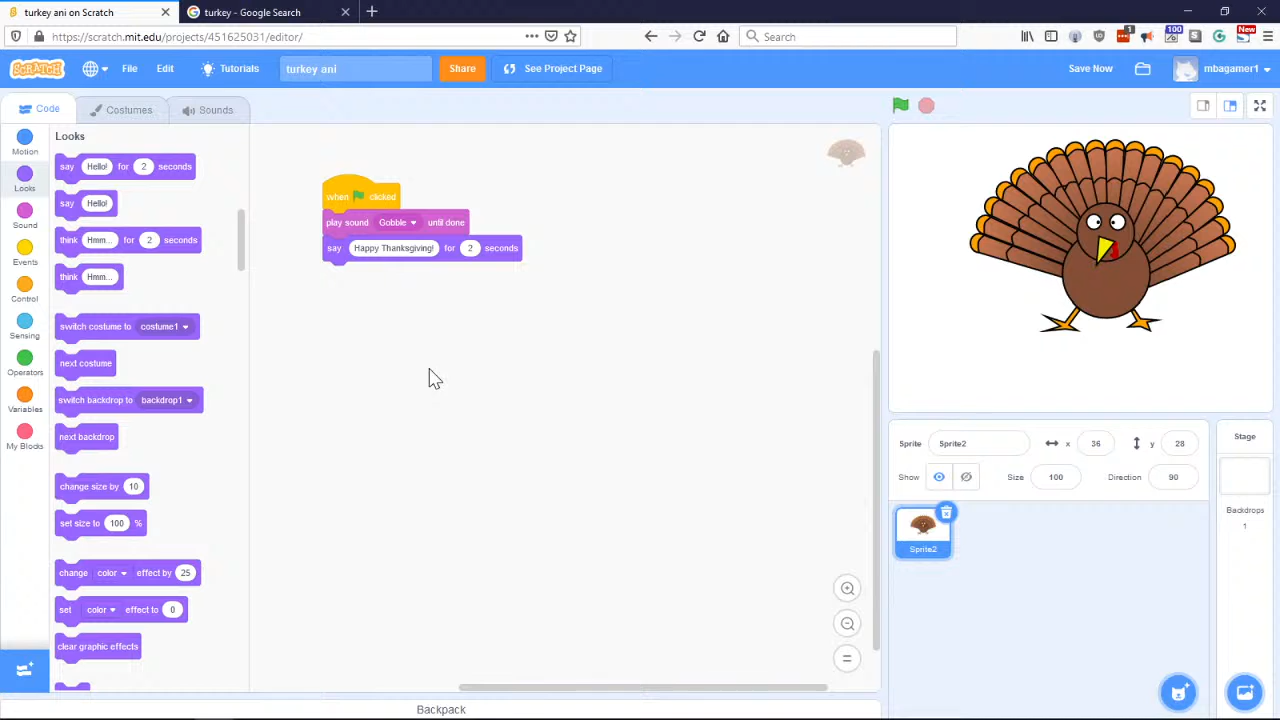 turkey ani on Scratch
turkey - Google Search
https://scratch.mit.edu/projects/451625031/editor/
Search
1
100
New
SCRATCH
File
Edit
Tutorials
turkey ani
Share
See Project Page
Save Now
mbagamer1
Code
Costumes
Sounds
Motion
Looks
Sound
Events
Control
Sensing
Operators
Variables
My Blocks
Looks
say Hello! for 2 seconds
say Hello!
think Hmm... for 2 seconds
think Hmm...
switch costume to costume1
next costume
switch backdrop to backdrop1
next backdrop
change size by 10
set size to 100 %
change color effect by 25
set color effect to 0
clear graphic effects
when clicked
play sound Gobble until done
say Happy Thanksgiving! for 2 seconds
Sprite Sprite2 x 36 y 28
Show Size 100 Direction 90
Sprite2
Stage
Backdrops
1
Backpack